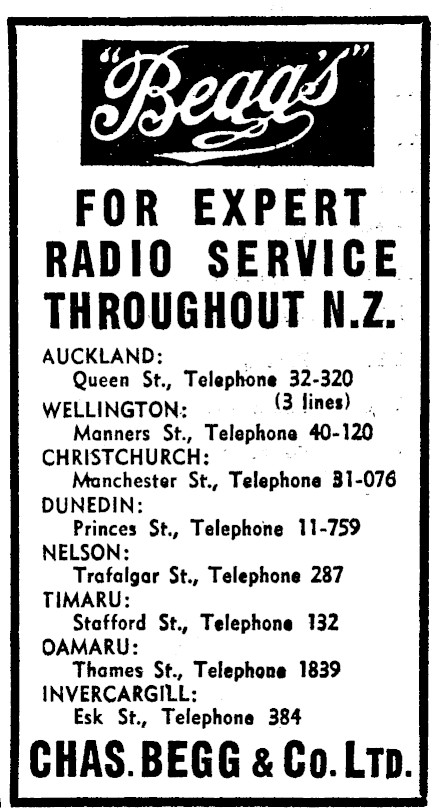 "Begg's"
FOR EXPERT
RADIO SERVICE
THROUGHOUT N.Z.
AUCKLAND:
Queen St., Telephone 32-320
(3 lines)
WELLINGTON:
Manners St., Telephone 40-120
CHRISTCHURCH:
Manchester St., Telephone 31-076
DUNEDIN:
Princes St., Telephone 11-759
NELSON:
Trafalgar St., Telephone 287
TIMARU:
Stafford St., Telephone 132
OAMARU:
Thames St., Telephone 1839
INVERCARGILL:
Esk St., Telephone 384
CHAS. BEGG & Co. LTD.